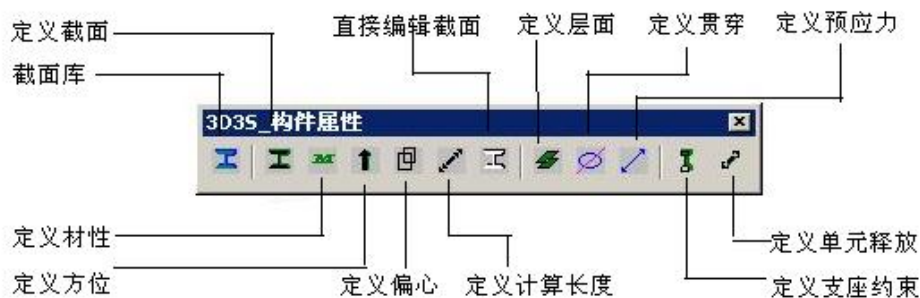 定义截面
直接编辑截面
定义层面
定义贯穿
定义预应力
截面库
3D3S_构件属性
定义材性
定义单元释放
定义方位
定义偏心
定义计算长度
定义支座约束